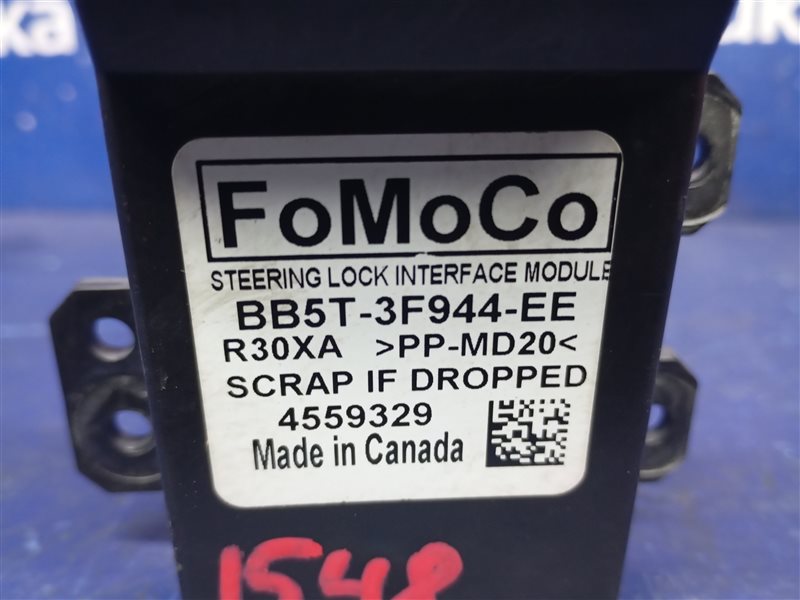 FoMoCo
STEERING LOCK INTERFACE MODULE
BB5T-3F944-EE
R30XA >PP-MD20<
SCRAP IF DROPPED
4559329
Made in Canada
1548